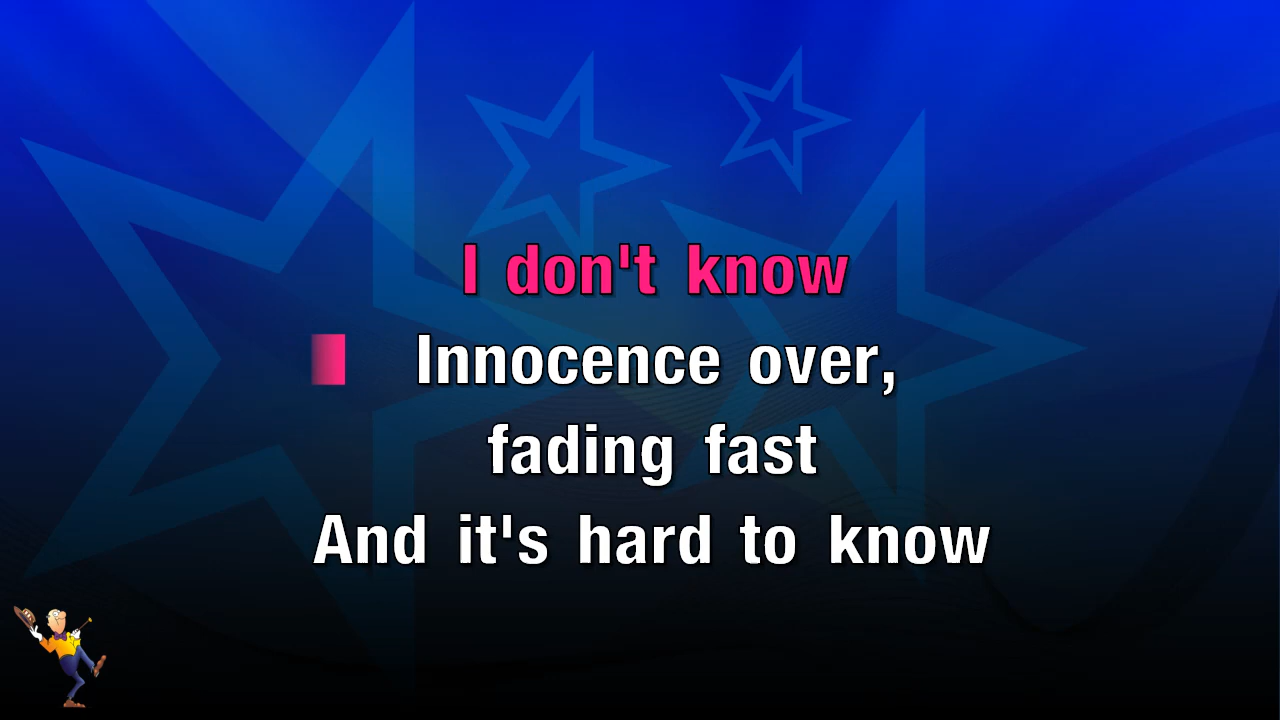 I don't know
Innocence over,
fading fast
And it's hard to know